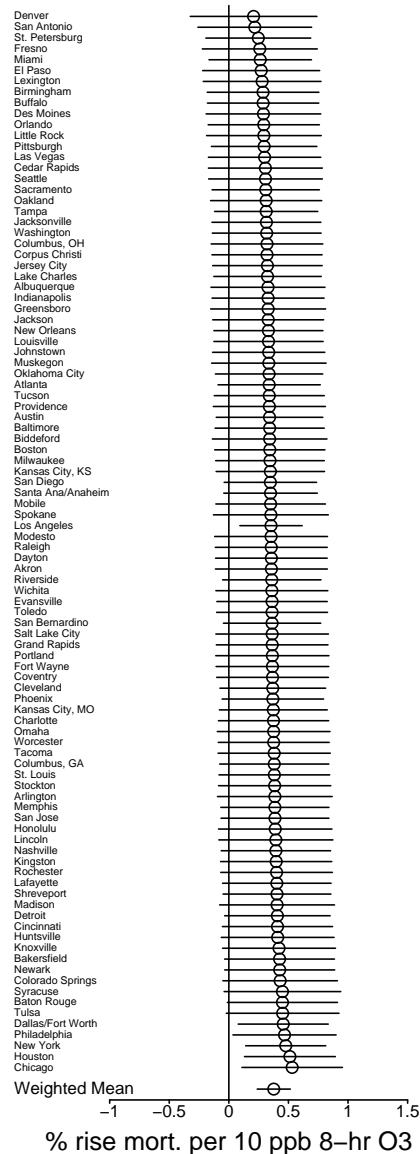 Denver
San Antonio
St. Petersburg
Fresno
Miami
El Paso
Lexington
Birmingham
Buffalo
Des Moines
Orlando
Little Rock
Pittsburgh
Las Vegas
Cedar Rapids
Seattle
Sacramento
Oakland
Tampa
Jacksonville
Washington
Columbus, OH
Corpus Christi
Jersey City
Lake Charles
Albuquerque
Indianapolis
Greensboro
Jackson
New Orleans
Louisville
Johnstown
Muskegon
Oklahoma City
Atlanta
Tucson
Providence
Austin
Baltimore
Biddeford
Boston
Milwaukee
Kansas City, KS
San Diego
Santa Ana/Anaheim
Mobile
Spokane
Los Angeles
Modesto
Raleigh
Dayton
Akron
Riverside
Wichita
Evansville
Toledo
San Bernardino
Salt Lake City
Grand Rapids
Portland
Fort Wayne
Coventry
Cleveland
Phoenix
Kansas City, MO
Charlotte
Omaha
Worcester
Tacoma
Columbus, GA
St. Louis
Stockton
Arlington
Memphis
San Jose
Honolulu
Lincoln
Nashville
Kingston
Rochester
Lafayette
Shreveport
Madison
Detroit
Cincinnati
Huntsville
Knoxville
Bakersfield
Newark
Colorado Springs
Syracuse
Baton Rouge
Tulsa
Dallas/Fort Worth
Philadelphia
New York
Houston
Chicago
Weighted Mean
−1 −0.5 0 0.5 1 1.5
% rise mort. per 10 ppb 8−hr O3